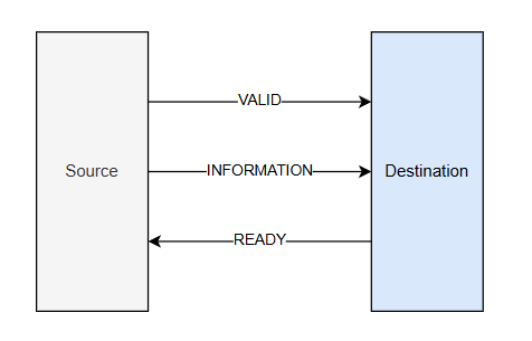 VALID
Source
INFORMATION
Destination
READY